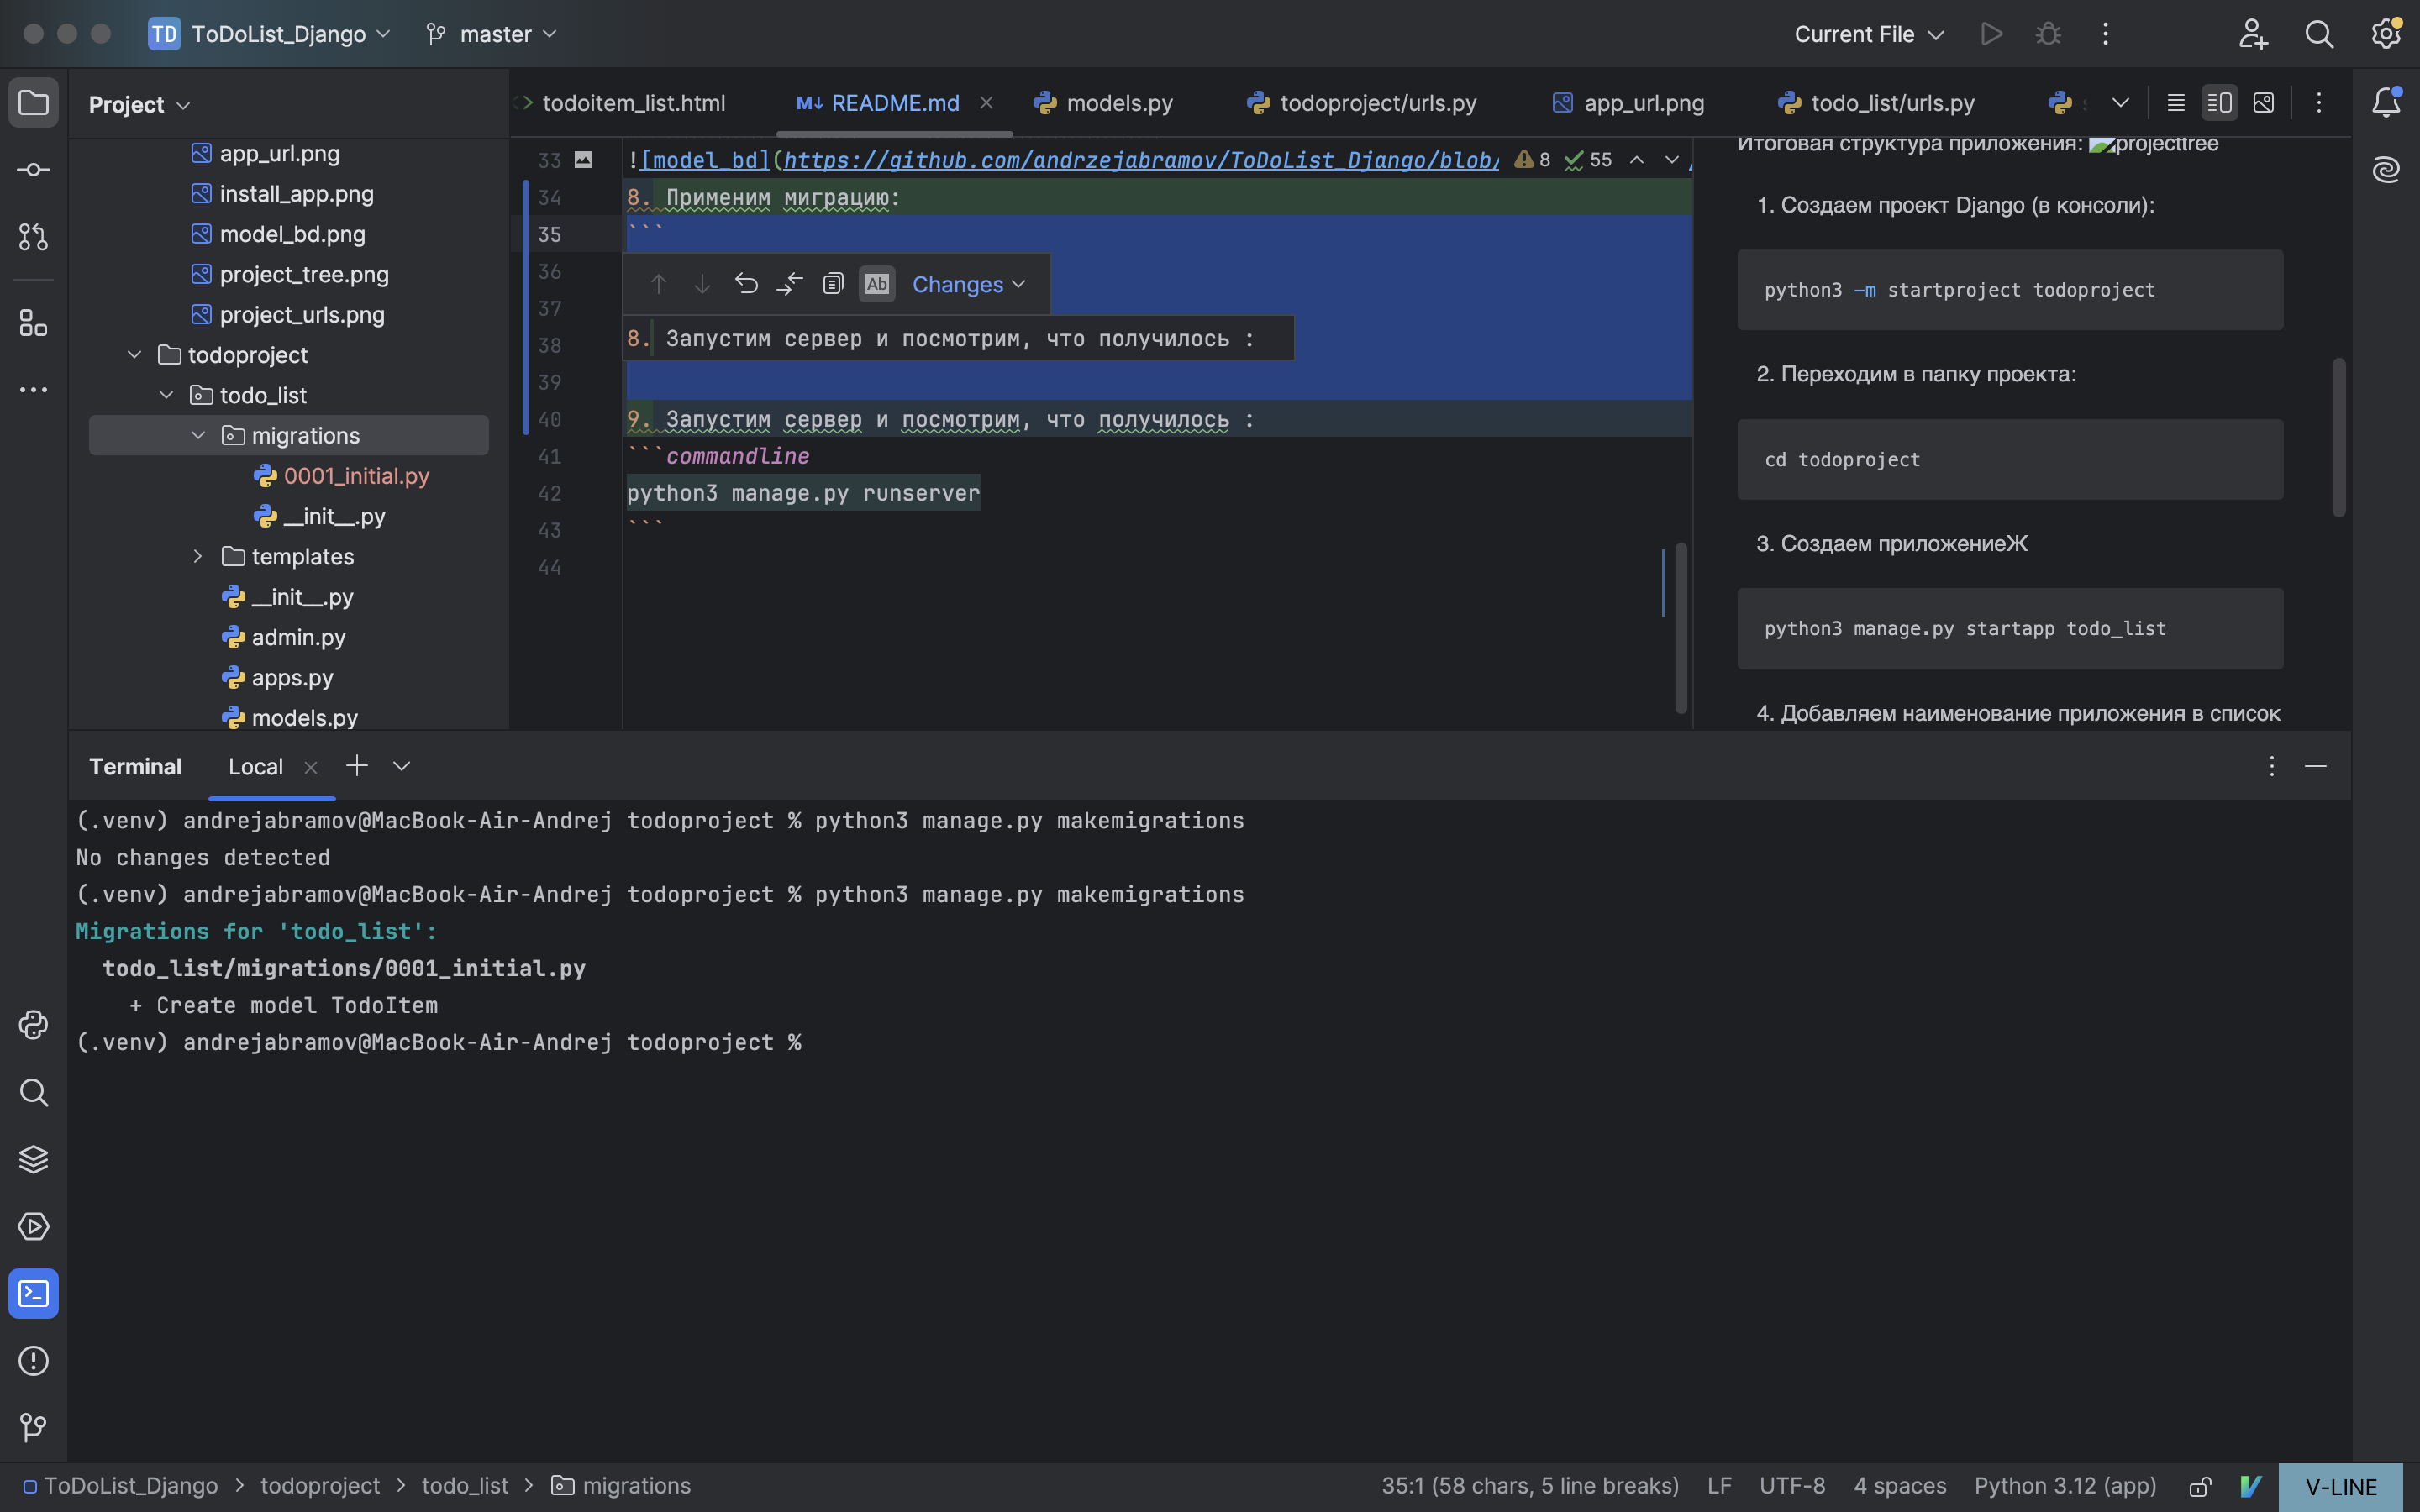 TD ToDoList_Django master
Current File
Project
app_url.png
install_app.png
model_bd.png
project_tree.png
project_urls.png
todoproject
todo_list
migrations
0001_initial.py
__init__.py
templates
__init__.py
admin.py
apps.py
models.py
todoitem_list.html
M↓ README.md
models.py
todoproject/urls.py
app_url.png
todo_list/urls.py
33 ![model_bd](https://github.com/andrzejabramov/ToDoList_Django/blob/
8 55
34 8. Применим миграцию:
35 ```
36
Changes
37
38 8. Запустим сервер и посмотрим, что получилось :
39
40 9. Запустим сервер и посмотрим, что получилось :
41 ```commandline
42 python3 manage.py runserver
43 ```
44
Итоговая структура приложения: projecttree
1. Создаем проект Django (в консоли):
python3 -m startproject todoproject
2. Переходим в папку проекта:
cd todoproject
3. Создаем приложениеЖ
python3 manage.py startapp todo_list
4. Добавляем наименование приложения в список
Terminal Local
(.venv) andrejabramov@MacBook-Air-Andrej todoproject % python3 manage.py makemigrations
No changes detected
(.venv) andrejabramov@MacBook-Air-Andrej todoproject % python3 manage.py makemigrations
Migrations for 'todo_list':
todo_list/migrations/0001_initial.py
+ Create model TodoItem
(.venv) andrejabramov@MacBook-Air-Andrej todoproject %
ToDoList_Django > todoproject > todo_list > migrations
35:1 (58 chars, 5 line breaks) LF UTF-8 4 spaces Python 3.12 (app) V-LINE